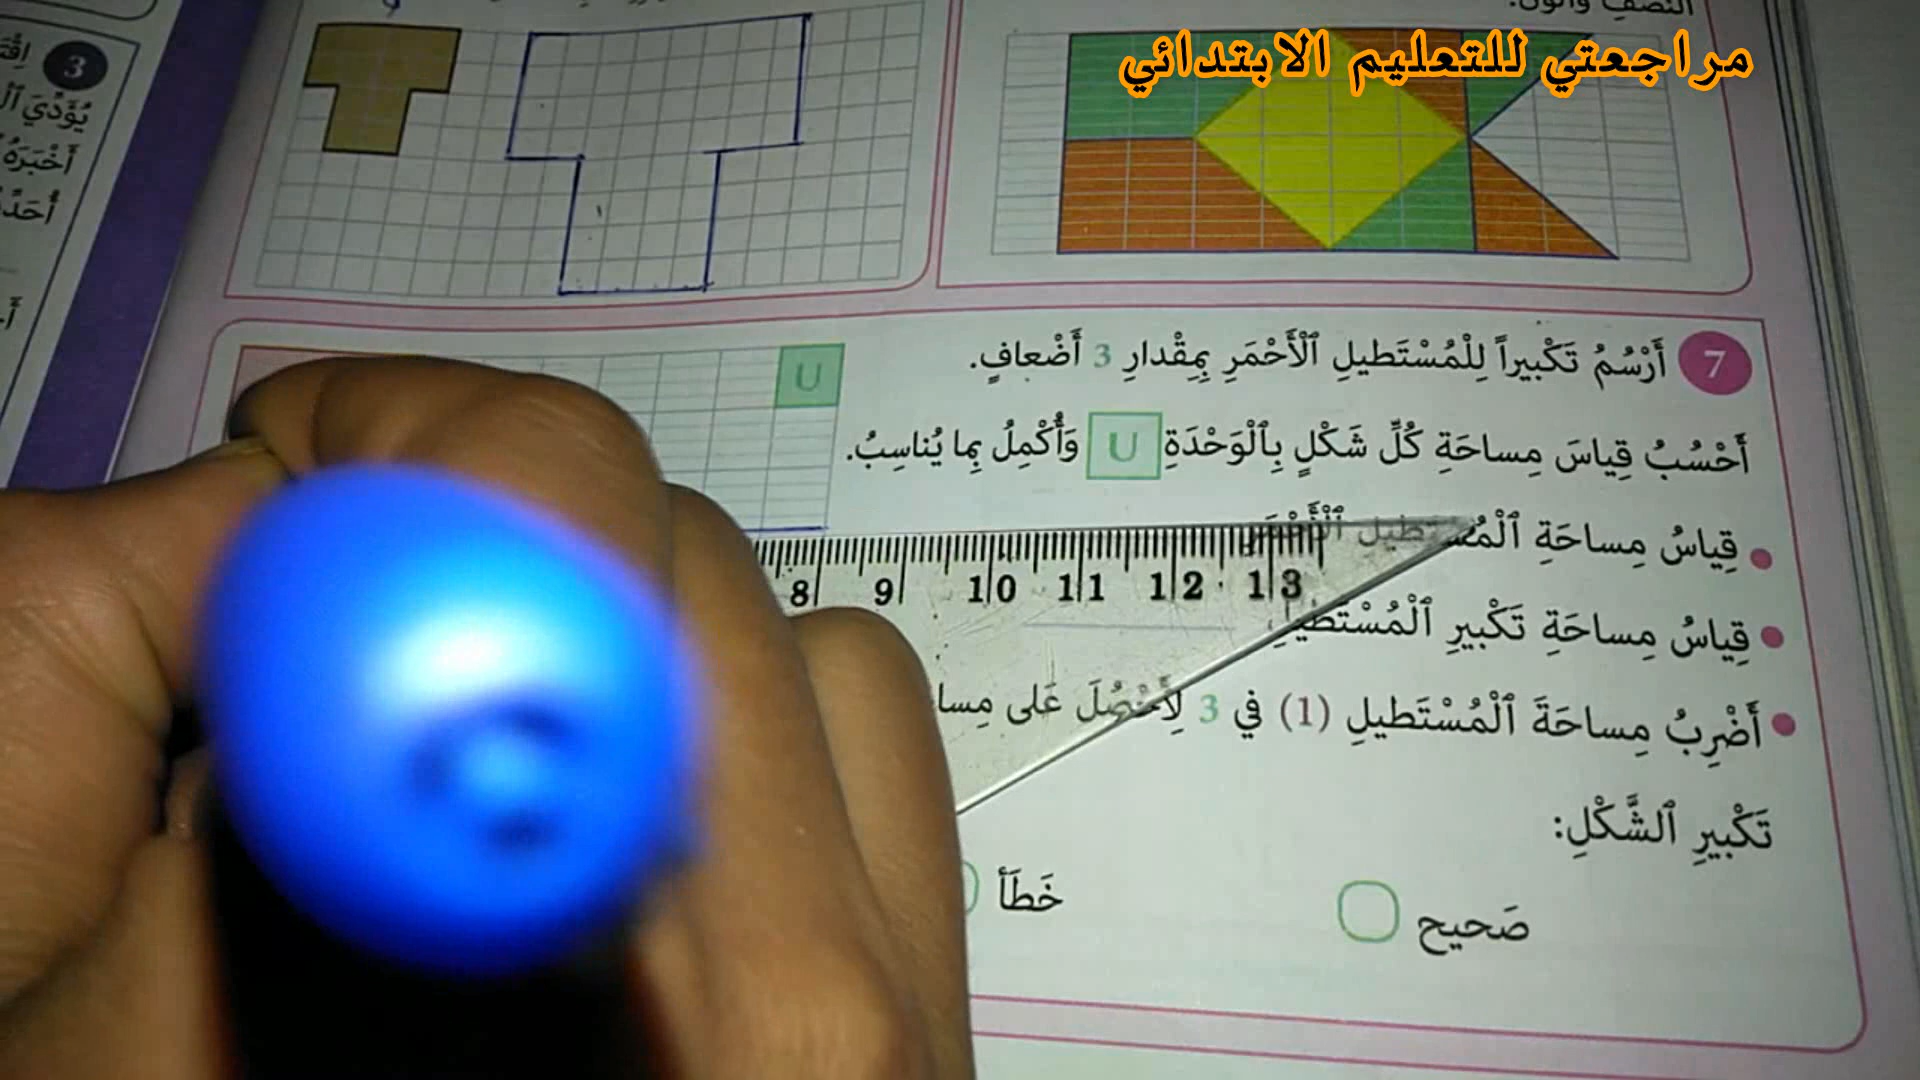 النصف والون.
مراجعتي للتعليم الابتدائي
3
يُؤَدِّيَ
أَخْبَرَهُ
7 أَرْسُمُ تَكْبيراً لِلْمُسْتَطيلِ ٱلْأَحْمَرِ بِمِقْدارِ 3 أَضْعافٍ.
U
أَحْسُبُ قِياسَ مِساحَةِ كُلِّ شَكْلٍ بِٱلْوَحْدَةِ U وَأُكْمِلُ بِما يُناسِبُ.
• قِياسُ مِساحَةِ ٱلْمُسْتَطيلِ ٱلْأَحْمَرِ
8 9 10 11 12 13
• قِياسُ مِساحَةِ تَكْبيرِ ٱلْمُسْتَطيلِ
• أَضْرِبُ مِساحَةَ ٱلْمُسْتَطيلِ (1) في 3 لِأَحْصُلَ عَلى
تَكْبيرِ ٱلشَّكْلِ:
صَحيح خَطَأ